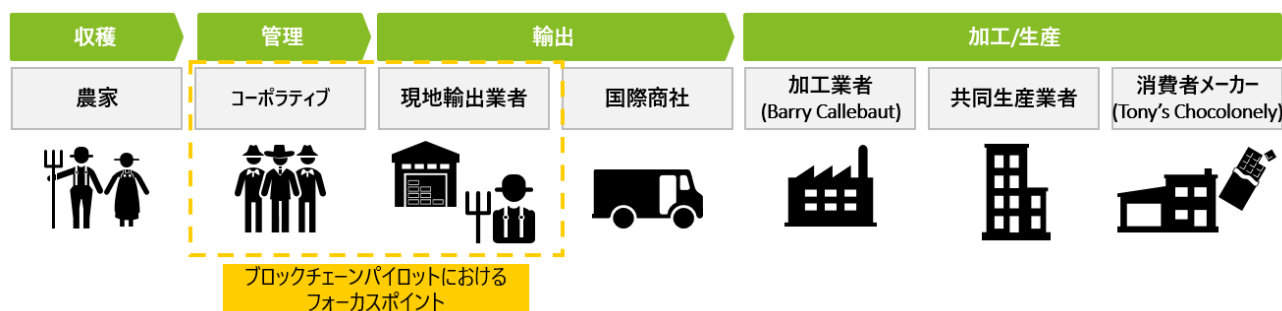 収穫
管理
輸出
加工/生産
農家
コーポラティブ
現地輸出業者
国際商社
加工業者
(Barry Callebaut)
共同生産業者
消費者メーカー
(Tony's Chocolonely)
ブロックチェーンパイロットにおける
フォーカスポイント